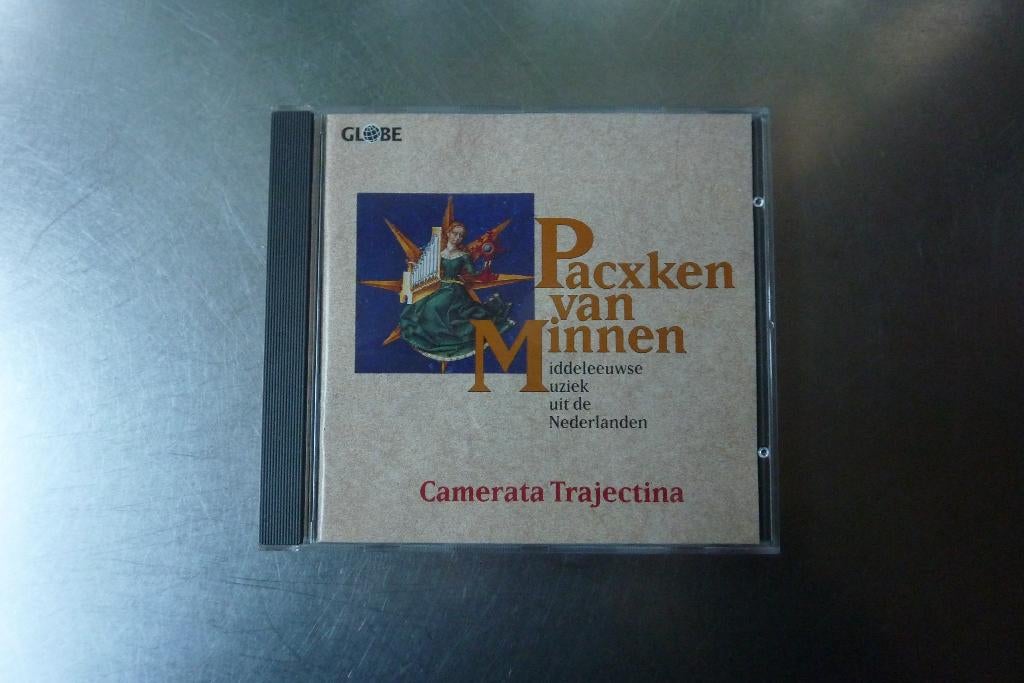 GLOBE
Pacxken
van
Minnen
iddeleeuwse
uziek
uit de
Nederlanden
Camerata Trajectina